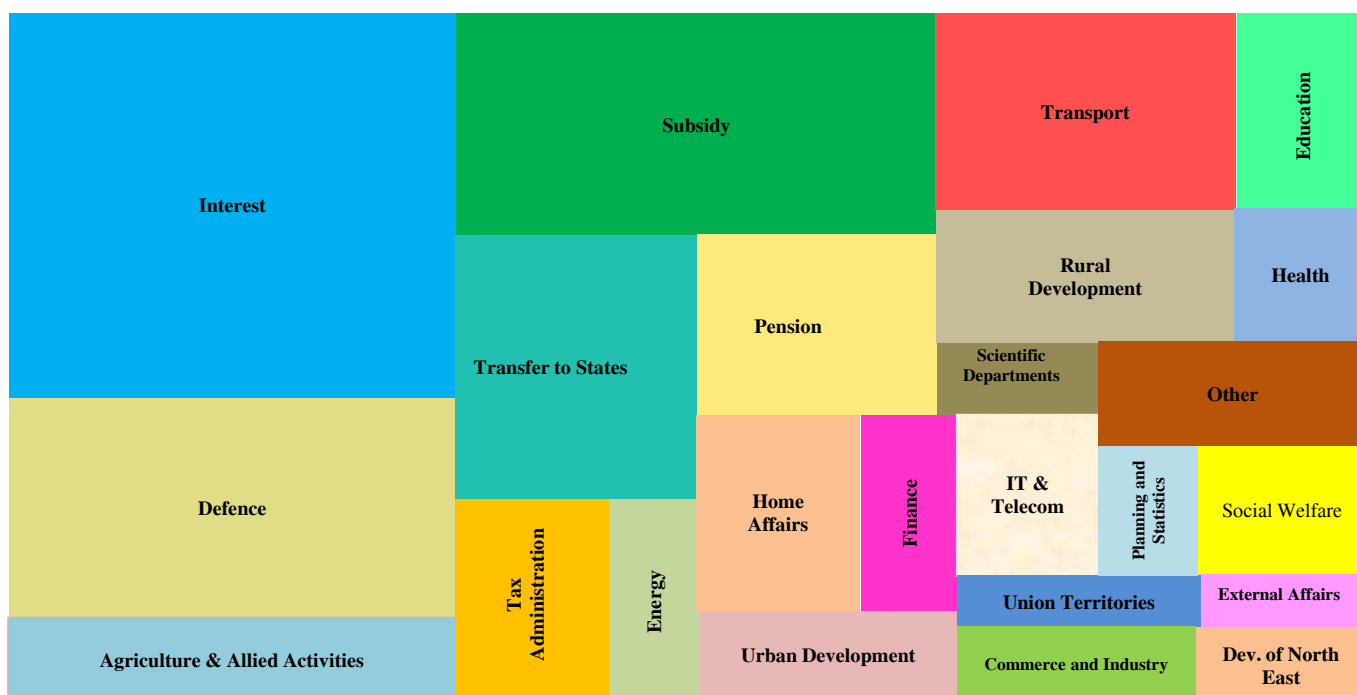 Interest
Subsidy
Transport
Education
Rural
Development
Health
Transfer to States
Pension
Scientific
Departments
Other
Defence
Home
Affairs
Finance
IT &
Telecom
Planning and
Statistics
Social Welfare
Tax
Administration
Energy
Union Territories
External Affairs
Agriculture & Allied Activities
Urban Development
Commerce and Industry
Dev. of North
East